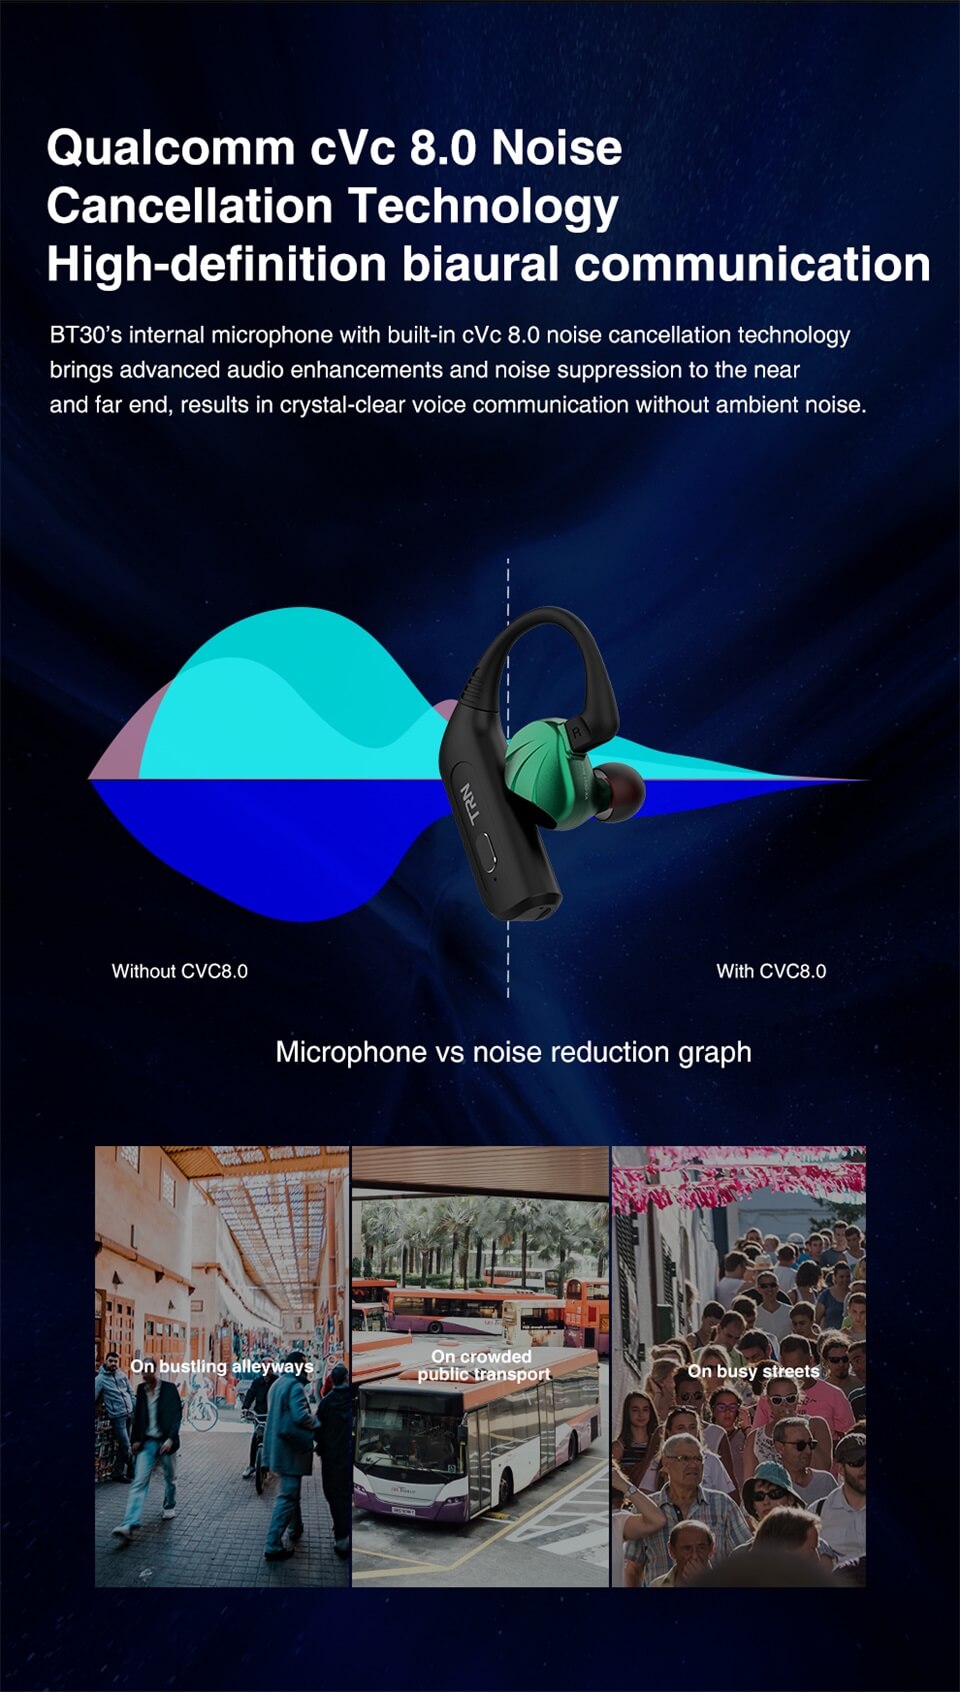 Qualcomm cVc 8.0 Noise
Cancellation Technology
High-definition biaural communication
BT30's internal microphone with built-in cVc 8.0 noise cancellation technology
brings advanced audio enhancements and noise suppression to the near
and far end, results in crystal-clear voice communication without ambient noise.
R
TRN
Without CVC8.0
With CVC8.0
Microphone vs noise reduction graph
On bustling alleyways
On crowded
public transport
On busy streets